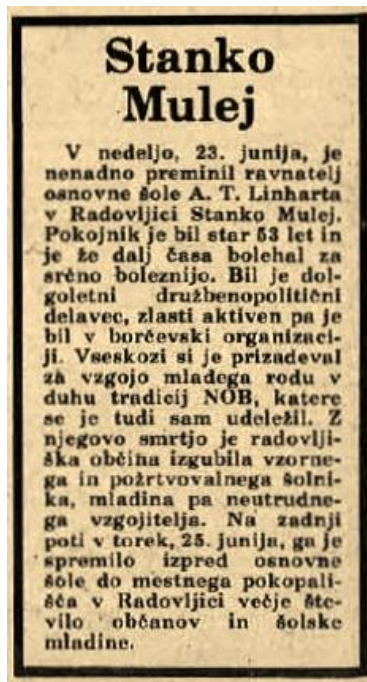 Stanko
Mulej
V nedeljo, 23. junija, je
nenadno preminil ravnatelj
osnovne šole A. T. Linharta
v Radovljici Stanko Mulej.
Pokojnik je bil star 53 let in
je že dalj časa bolehal za
srčno boleznijo. Bil je dol-
goletni družbenopolitični
delavec, zlasti aktiven pa je
bil v borčevski organizaci-
ji. Vseskozi si je prizadeval
za vzgojo mladega rodu v
duhu tradicij NOB, katere
se je tudi sam udeležil. Z
njegovo smrtjo je radovlji-
ška občina izgubila vzorne-
ga in požrtvovalnega šolni-
ka, mladina pa neutrudne-
ga vzgojitelja. Na zadnji
poti v torek, 25. junija, ga je
spremilo izpred osnovne
šole do mestnega pokopali-
šča v Radovljici večje šte-
vilo občanov in šolske
mladine.